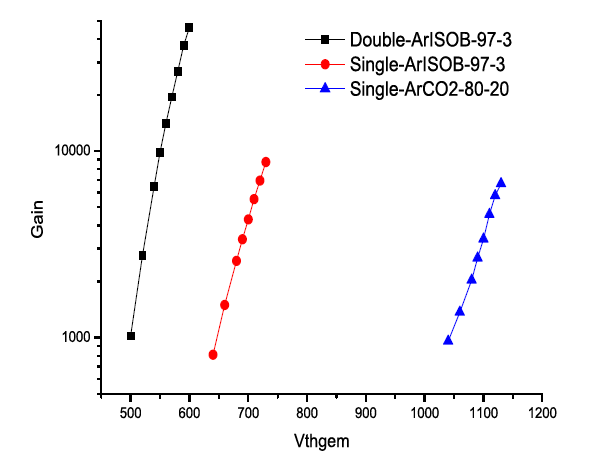 Double-ArISOB-97-3
Single-ArISOB-97-3
Single-ArCO2-80-20
10000
1000
Gain
500 600 700 800 900 1000 1100 1200
Vthgem